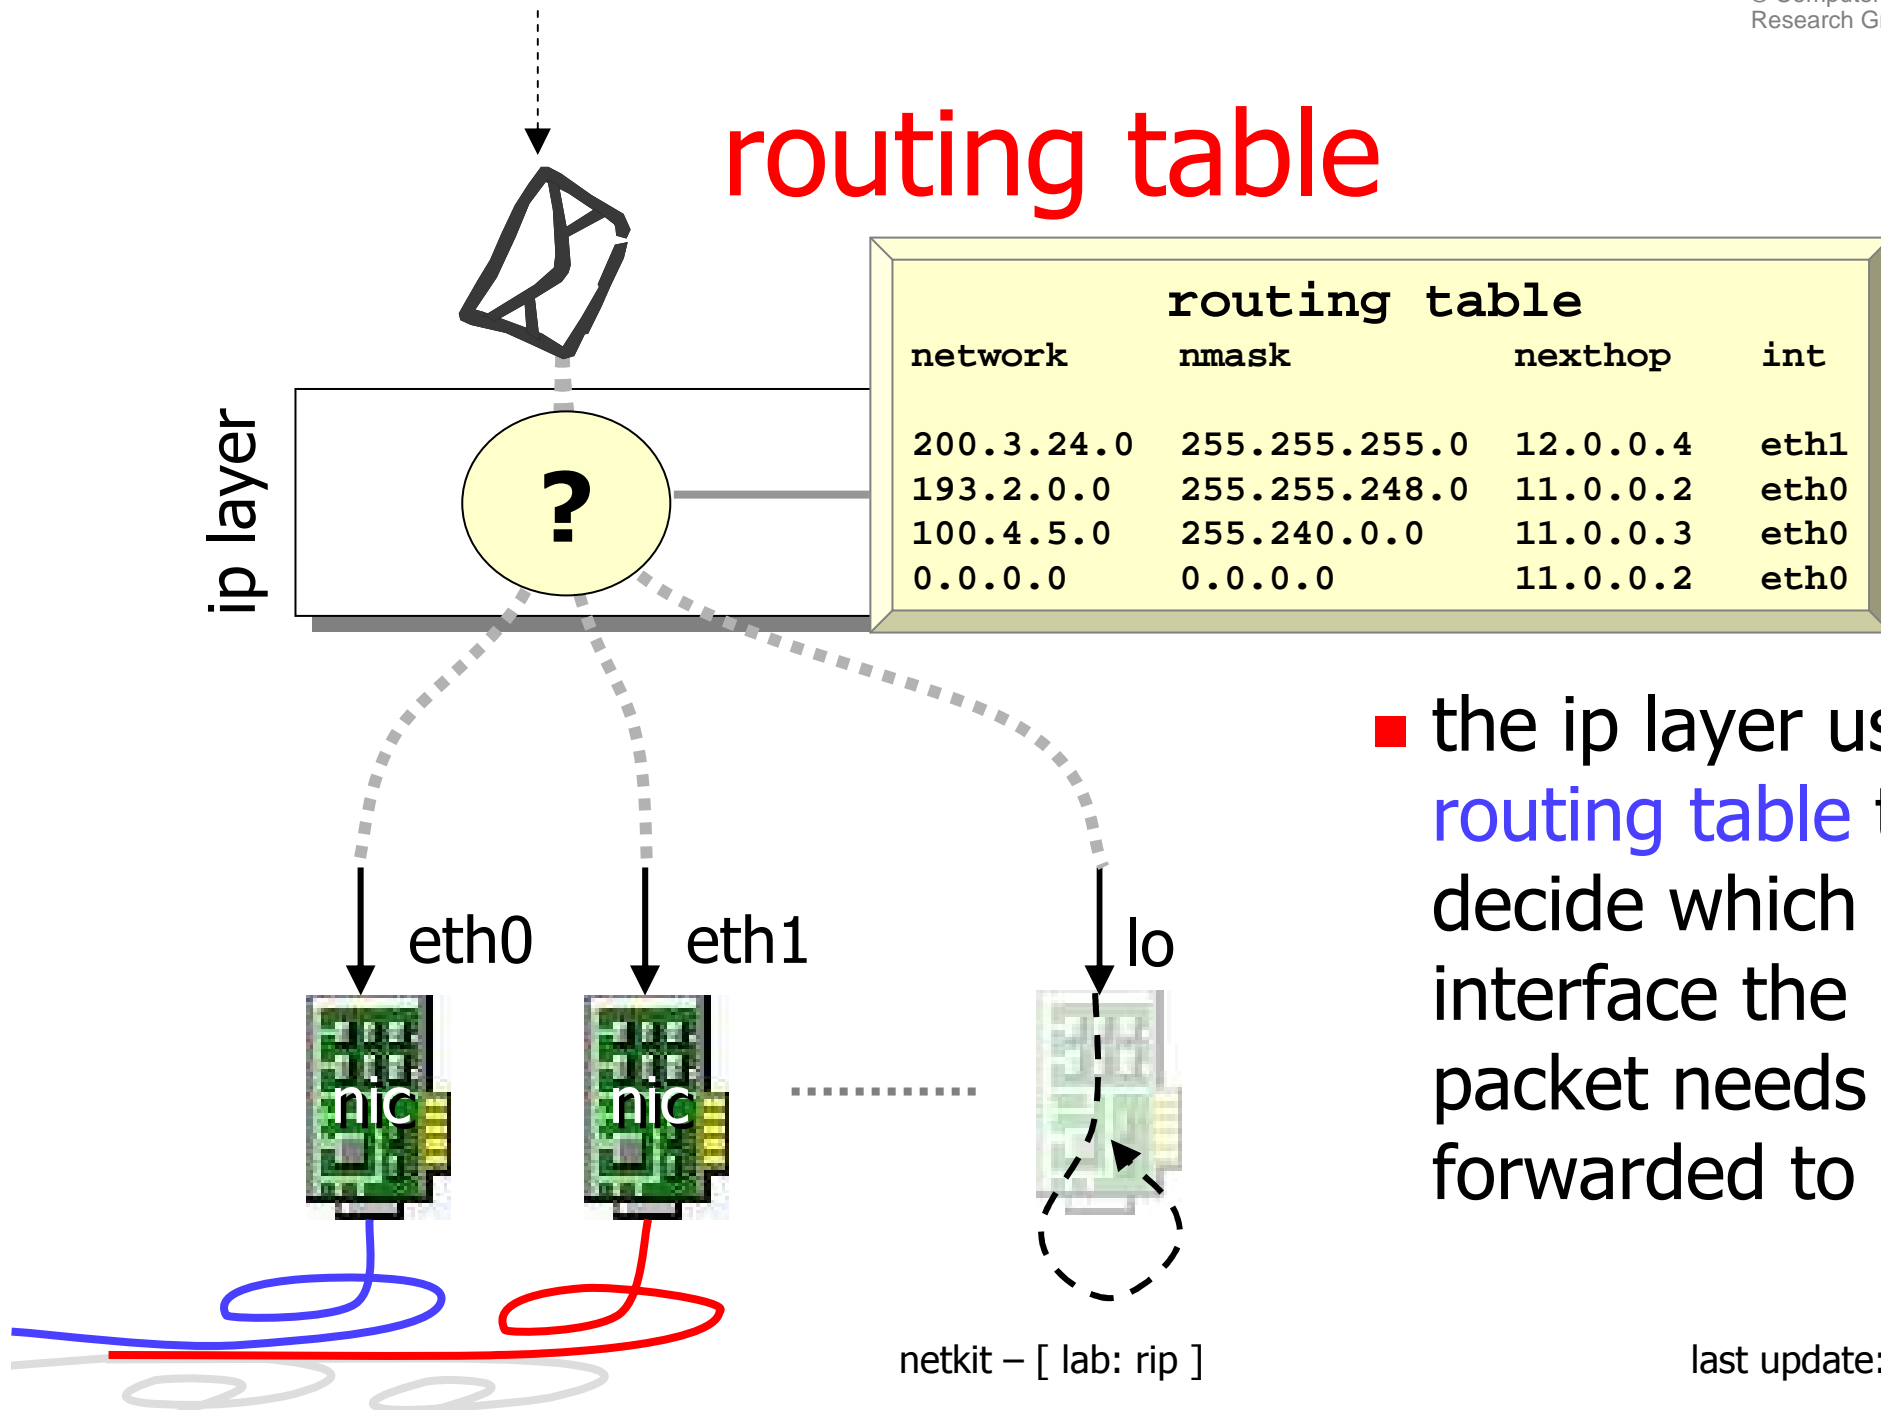 Research
routing table
routing table
network nmask nexthop int
200.3.24.0 255.255.255.0 12.0.0.4 eth1
193.2.0.0 255.255.248.0 11.0.0.2 eth0
100.4.5.0 255.240.0.0 11.0.0.3 eth0
0.0.0.0 0.0.0.0 11.0.0.2 eth0
ip layer
?
the ip layer
routing table
decide which
interface the
packet needs
forwarded to
eth0 eth1 lo
nic nic
netkit – [ lab: rip ] last update: